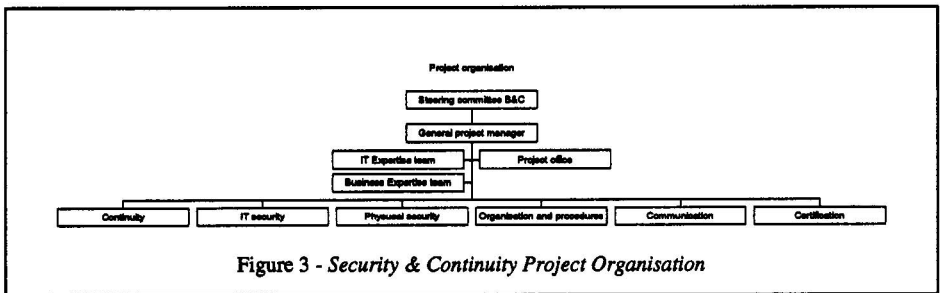 Project organisation
Steering committee B&C
General project manager
IT Expertise team
Project office
Business Expertise team
Continuity
IT security
Physusal security
Organisation and procedures
Communication
Certification
Figure 3 - Security & Continuity Project Organisation